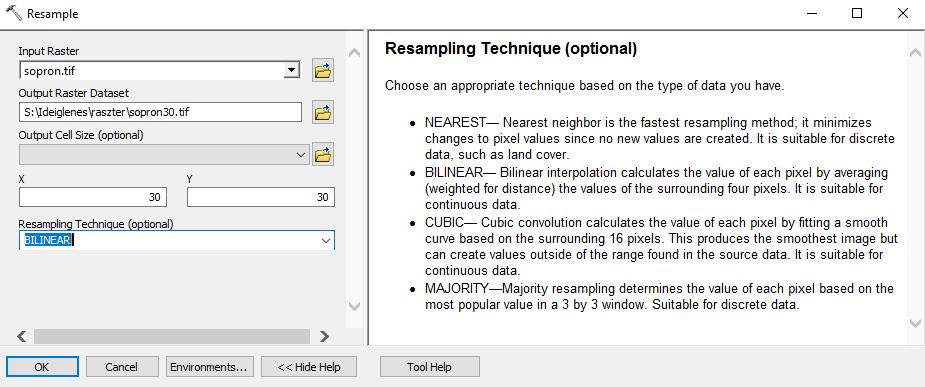 Resample
Input Raster
sopron.tif
Output Raster Dataset
S:\Ideiglenes\raszter\sopron30.tif
Output Cell Size (optional)
X Y
30 30
Resampling Technique (optional)
BILINEAR
Resampling Technique (optional)
Choose an appropriate technique based on the type of data you have.
• NEAREST— Nearest neighbor is the fastest resampling method; it minimizes
changes to pixel values since no new values are created. It is suitable for discrete
data, such as land cover.
• BILINEAR— Bilinear interpolation calculates the value of each pixel by averaging
(weighted for distance) the values of the surrounding four pixels. It is suitable for
continuous data.
• CUBIC— Cubic convolution calculates the value of each pixel by fitting a smooth
curve based on the surrounding 16 pixels. This produces the smoothest image but
can create values outside of the range found in the source data. It is suitable for
continuous data.
• MAJORITY—Majority resampling determines the value of each pixel based on the
most popular value in a 3 by 3 window. Suitable for discrete data.
OK Cancel Environments... << Hide Help Tool Help